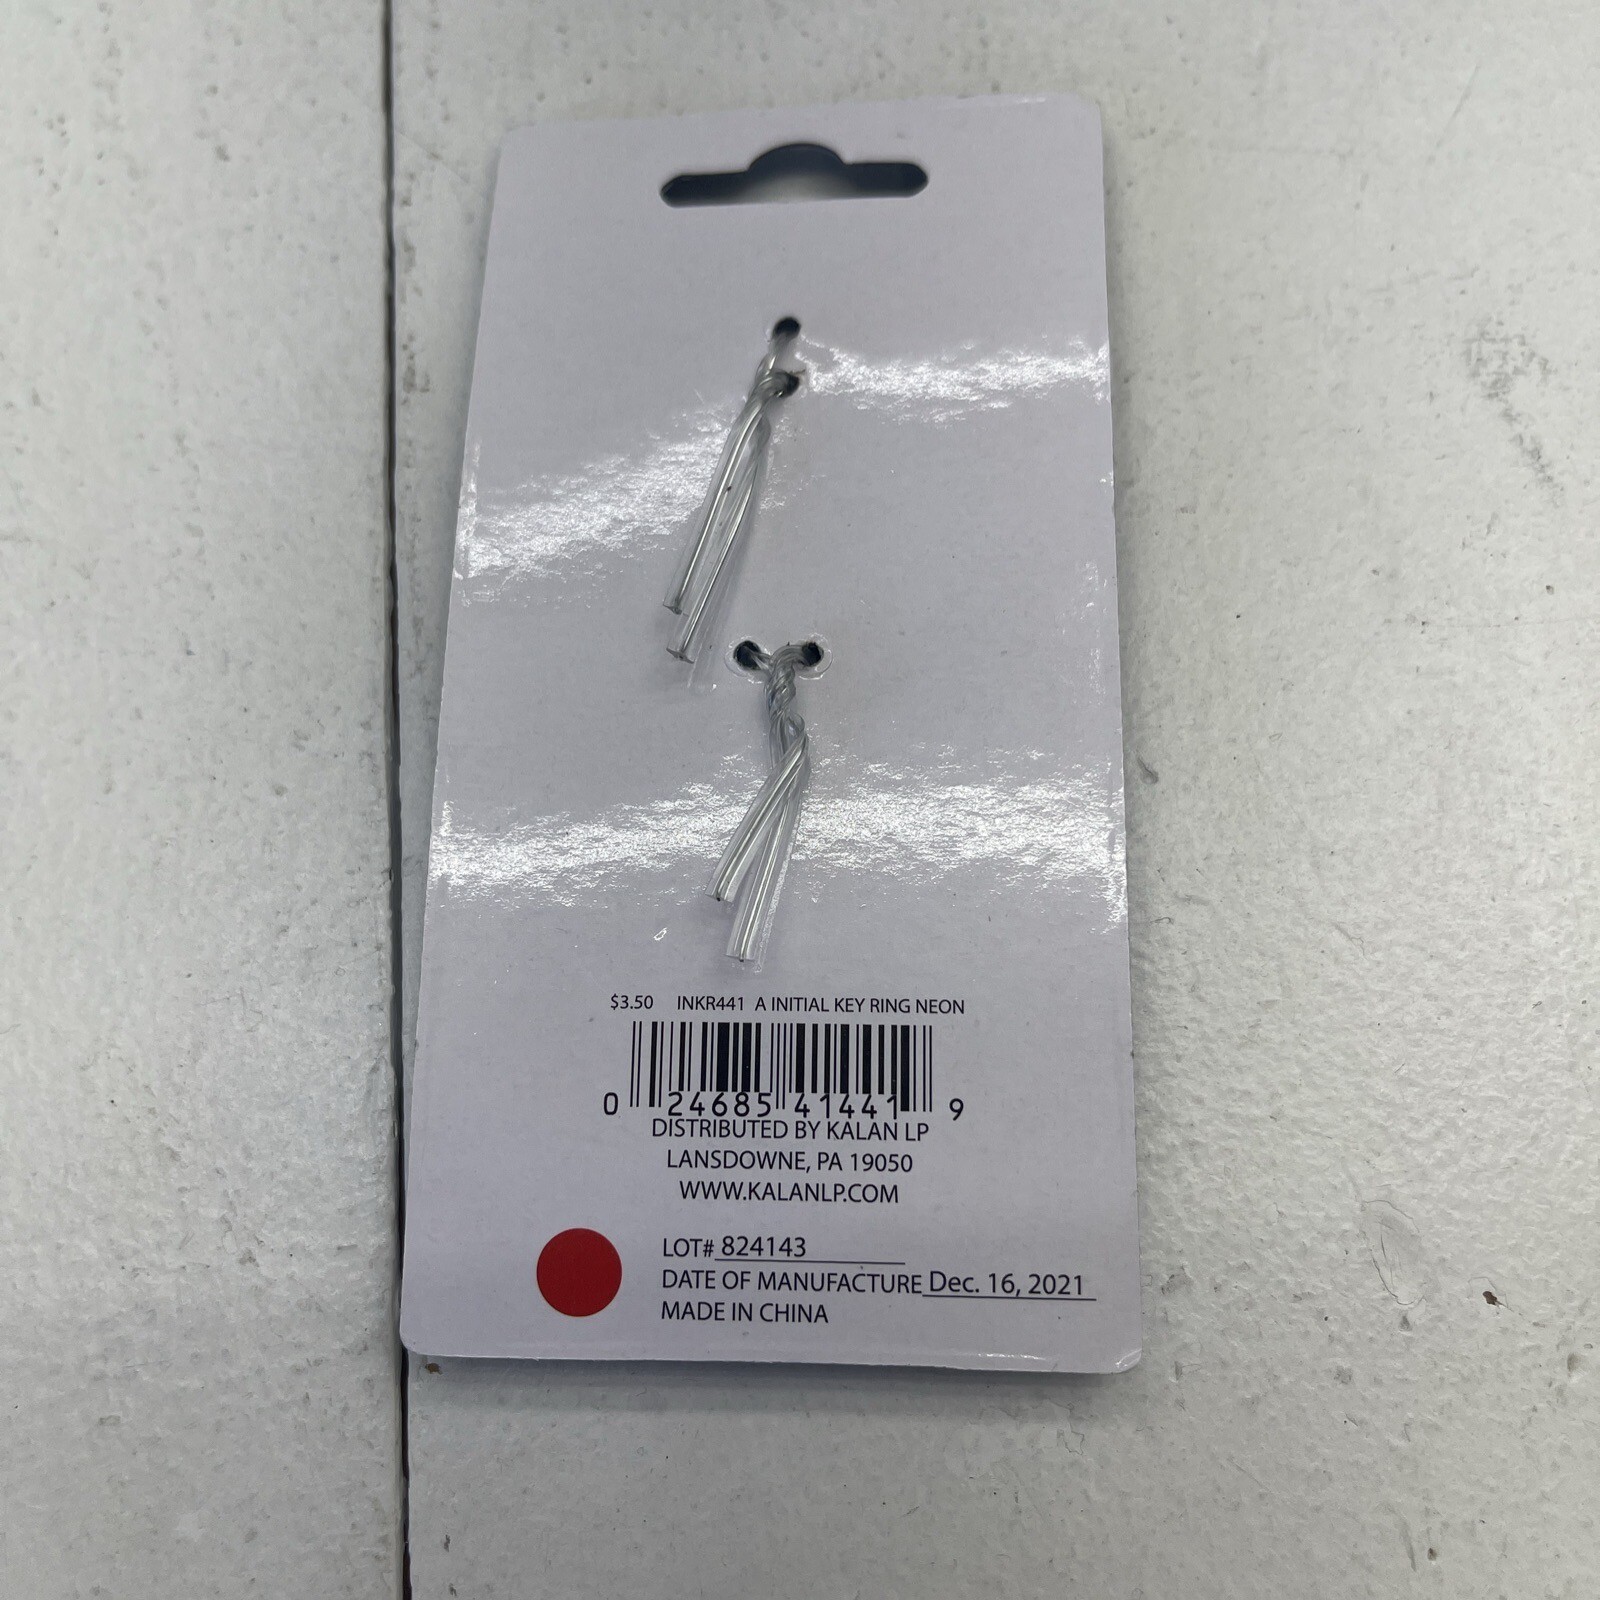 $3.50 INKR441 A INITIAL KEY RING NEON
0 24685 41441 9
DISTRIBUTED BY KALAN LP
LANSDOWNE, PA 19050
WWW.KALANLP.COM
LOT# 824143
DATE OF MANUFACTURE Dec. 16, 2021
MADE IN CHINA